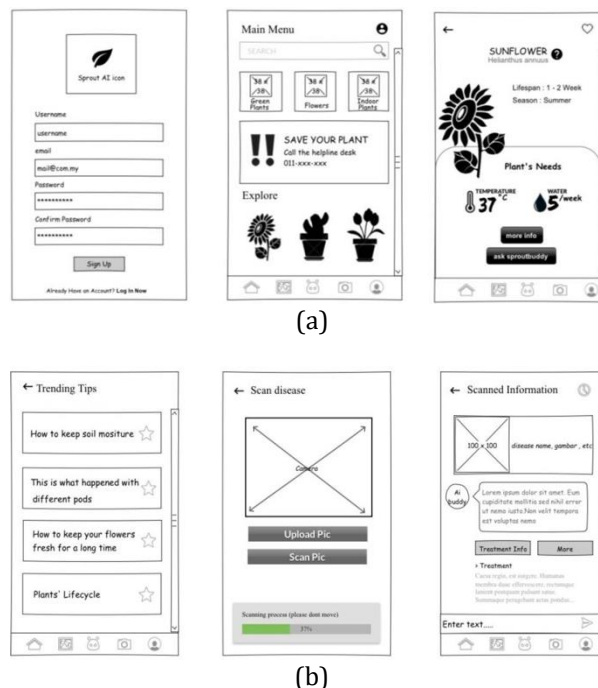 Sprout AI icon
Username
username
email
mail@com.my
Password
**********
Confirm Password
**********
Sign Up
Already Have an Account? Log In Now
Main Menu
SEARCH
38 x 38
38 x 38
38 x 38
Green Plants
Flowers
Indoor Plants
!!
SAVE YOUR PLANT
Call the helpline desk
011-xxx-xxx
Explore
SUNFLOWER ?
Helianthus annuus
Lifespan : 1 - 2 Week
Season : Summer
Plant's Needs
TEMPERATURE
37 °C
WATER
5/week
more info
ask sproutbuddy
(a)
← Trending Tips
How to keep soil mositure
This is what happened with
different pods
How to keep your flowers
fresh for a long time
Plants' Lifecycle
← Scan disease
Camera
Upload Pic
Scan Pic
Scanning process (please dont move)
37%
← Scanned Information
100 x 100
disease name, gambar , etc
Ai
buddy
Lorem ipsum dolor sit amet. Eum
cupiditate mollitia sed nihil error
ut nemo iusto.Non velit tempora
est voluptas nemo
Treatment Info
More
> Treatment
Enter text.....
(b)